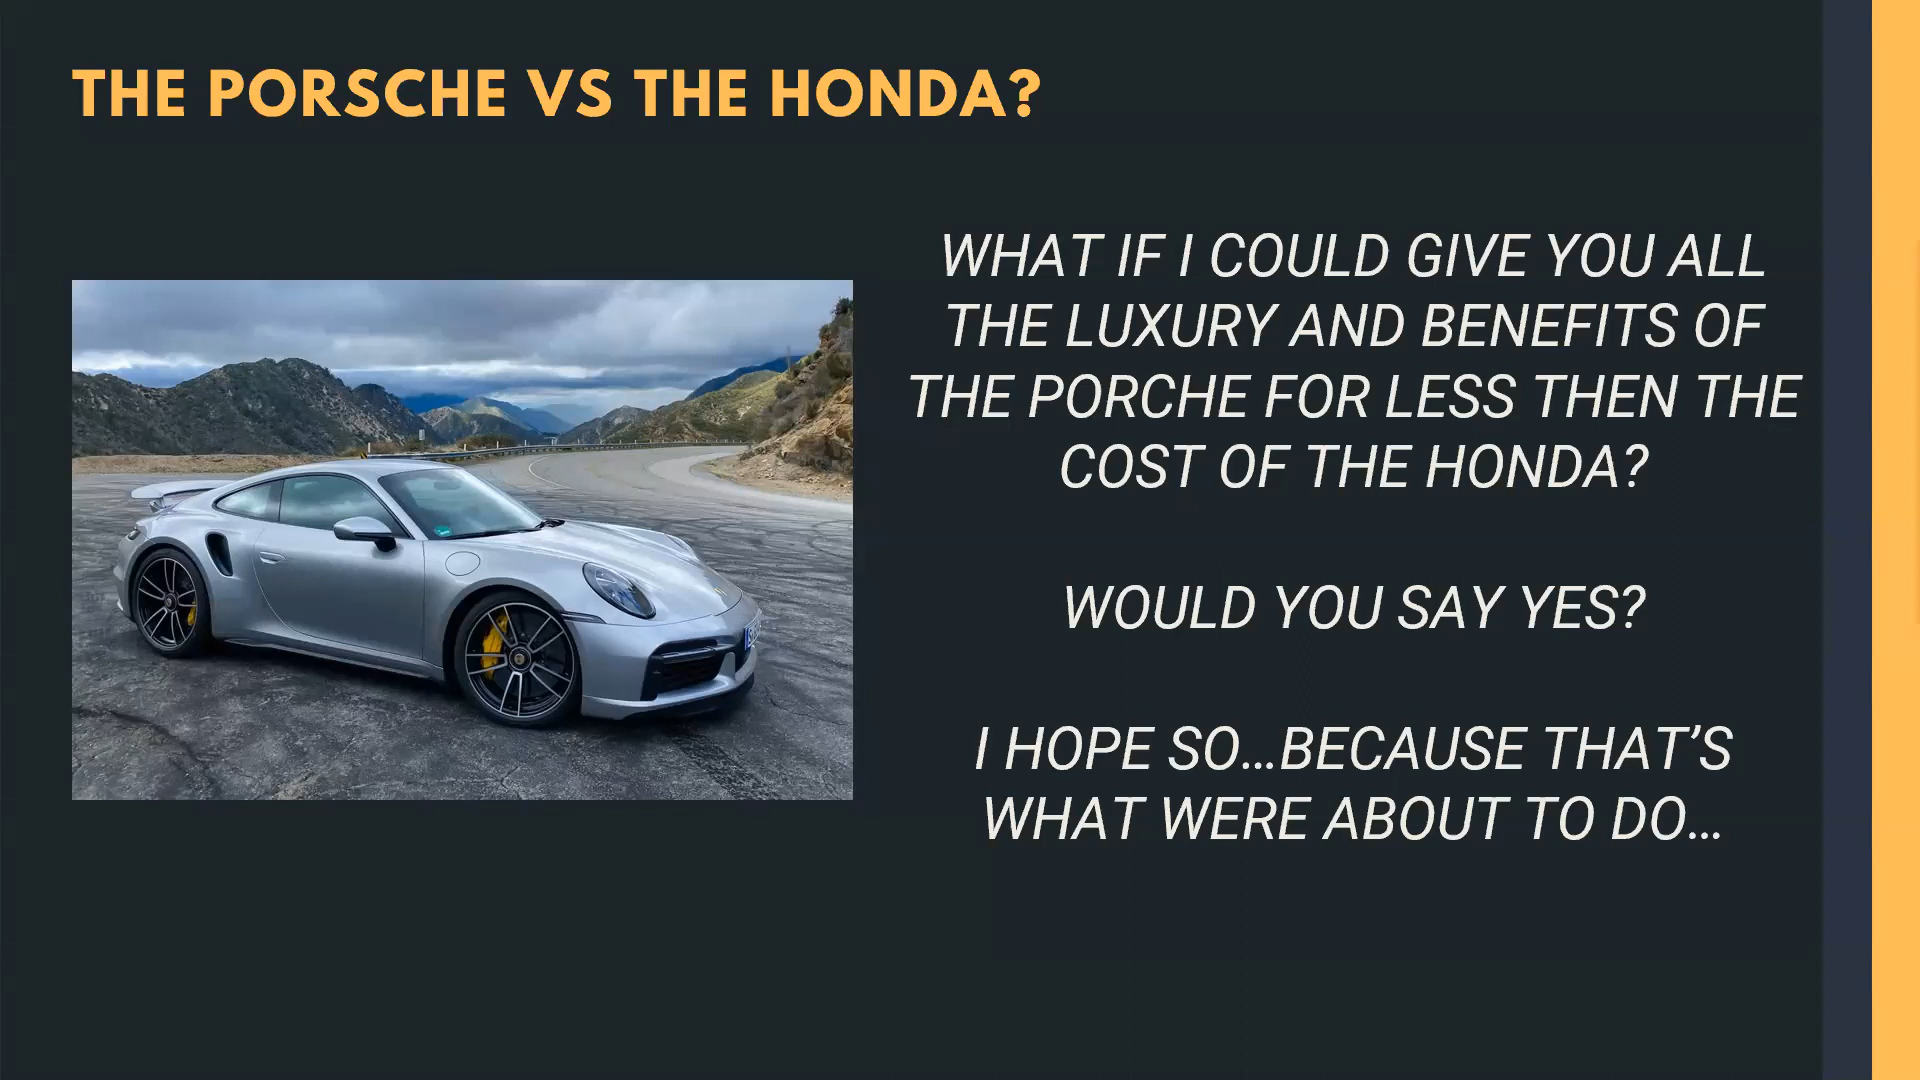 THE PORSCHE VS THE HONDA?
WHAT IF I COULD GIVE YOU ALL
THE LUXURY AND BENEFITS OF
THE PORCHE FOR LESS THEN THE
COST OF THE HONDA?
WOULD YOU SAY YES?
I HOPE SO...BECAUSE THAT’S
WHAT WERE ABOUT TO DO...